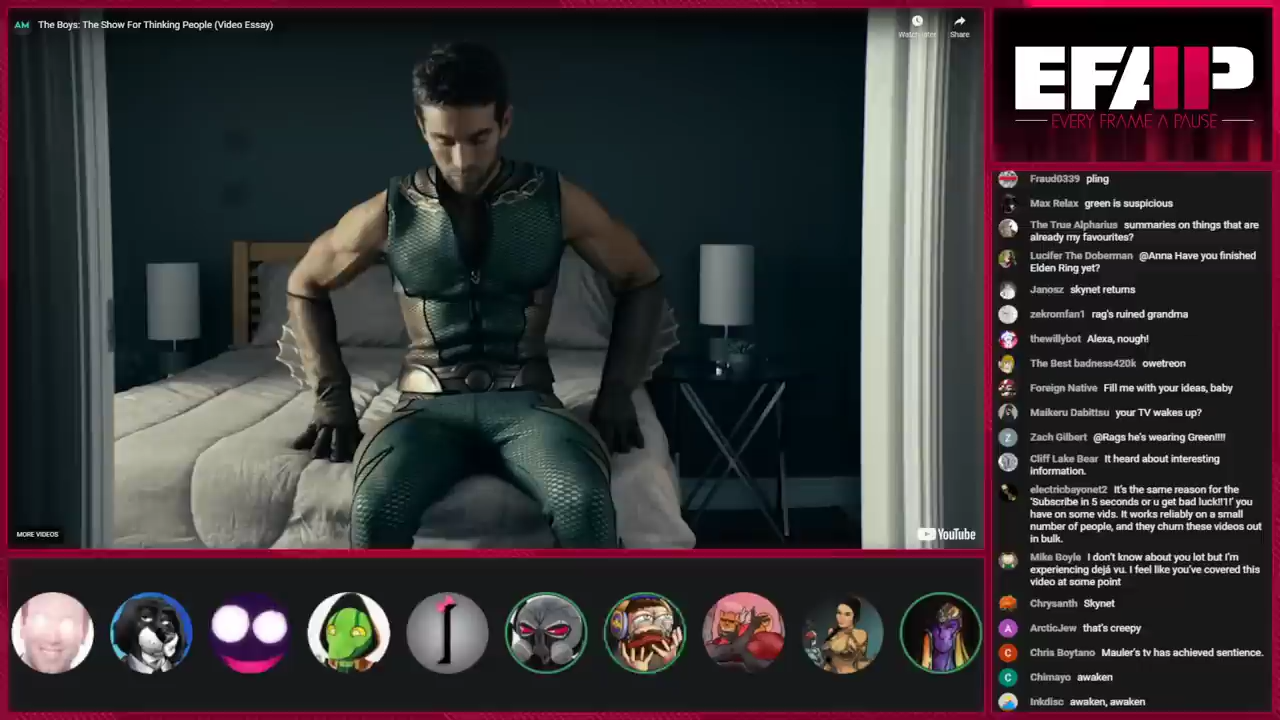 AM The Boys: The Show For Thinking People (Video Essay)
Watch later
Share
MORE VIDEOS
YouTube
EFAP
EVERY FRAME A PAUSE
Fraud0339 pling
Max Relax green is suspicious
The True Alpharius summaries on things that are
already my favourites?
Lucifer The Doberman @Anna Have you finished
Elden Ring yet?
Janosz skynet returns
zekromfan1 rag's ruined grandma
thewillybot Alexa, nough!
The Best badness420k owetreon
Foreign Native Fill me with your ideas, baby
Maikeru Dabittsu your TV wakes up?
Z Zach Gilbert @Rags he's wearing Green!!!!
Cliff Lake Bear It heard about interesting
information.
electricbayonet2 It's the same reason for the
'Subscribe in 5 seconds or u get bad luck!!1!' you
have on some vids. It works reliably on a small
number of people, and they churn these videos out
in bulk.
Mike Boyle I don't know about you lot but I'm
experiencing dejá vu. I feel like you've covered this
video at some point
Chrysanth Skynet
A ArcticJew that's creepy
C Chris Boytano Mauler's tv has achieved sentience.
C Chimayo awaken
Inkdisc awaken, awaken